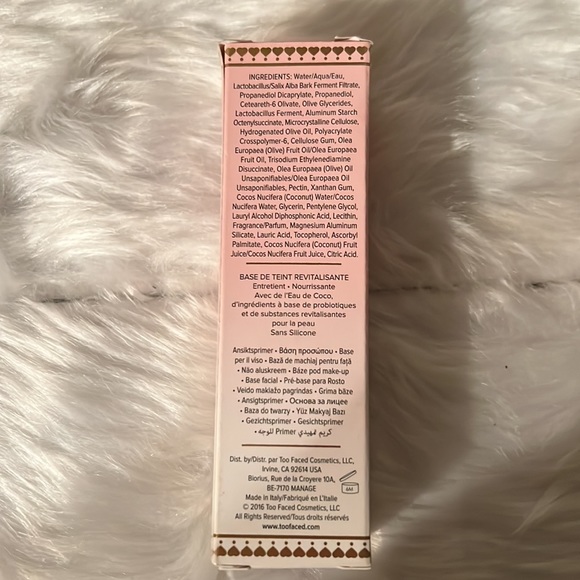 INGREDIENTS: Water/Aqua/Eau,
Lactobacillus/Salix Alba Bark Ferment Filtrate,
Propanediol Dicaprylate, Propanediol,
Ceteareth-6 Olivate, Olive Glycerides,
Lactobacillus Ferment, Aluminum Starch
Octenylsuccinate, Microcrystalline Cellulose,
Hydrogenated Olive Oil, Polyacrylate
Crosspolymer-6, Cellulose Gum, Olea
Europaea (Olive) Fruit Oil/Olea Europaea
Fruit Oil, Trisodium Ethylenediamine
Disuccinate, Olea Europaea (Olive) Oil
Unsaponifiables/Olea Europaea Oil
Unsaponifiables, Pectin, Xanthan Gum,
Cocos Nucifera (Coconut) Water/Cocos
Nucifera Water, Glycerin, Pentylene Glycol,
Lauryl Alcohol Diphosphonic Acid, Lecithin,
Fragrance/Parfum, Magnesium Aluminum
Silicate, Lauric Acid, Tocopherol, Ascorbyl
Palmitate, Cocos Nucifera (Coconut) Fruit
Juice/Cocos Nucifera Fruit Juice, Citric Acid.
BASE DE TEINT REVITALISANTE
Entretient • Nourrissante
Avec de l'Eau de Coco,
d'ingrédients à base de probiotiques
et de substances revitalisantes
pour la peau
Sans Silicone
Ansiktsprimer • Βάση προσώπου • Base
per il viso • Bază de machiaj pentru față
• Não aluskreem • Báze pod make-up
• Base facial • Pré-base para Rosto
• Veido makiažo pagrindas • Grima bāze
• Ansigtsprimer • Основа за лицее
• Baza do twarzy • Yüz Makyaj Bazı
• Gezichtsprimer • Gesichtsprimer
• كريم تمهيدي Primer للوجه
Dist. by/Distr. par Too Faced Cosmetics, LLC,
Irvine, CA 92614 USA
Biorius, Rue de la Croyere 10A,
BE-7170 MANAGE
Made in Italy/Fabriqué en L'Italie
© 2016 Too Faced Cosmetics, LLC
All Rights Reserved/Tous droits réservés
www.toofaced.com